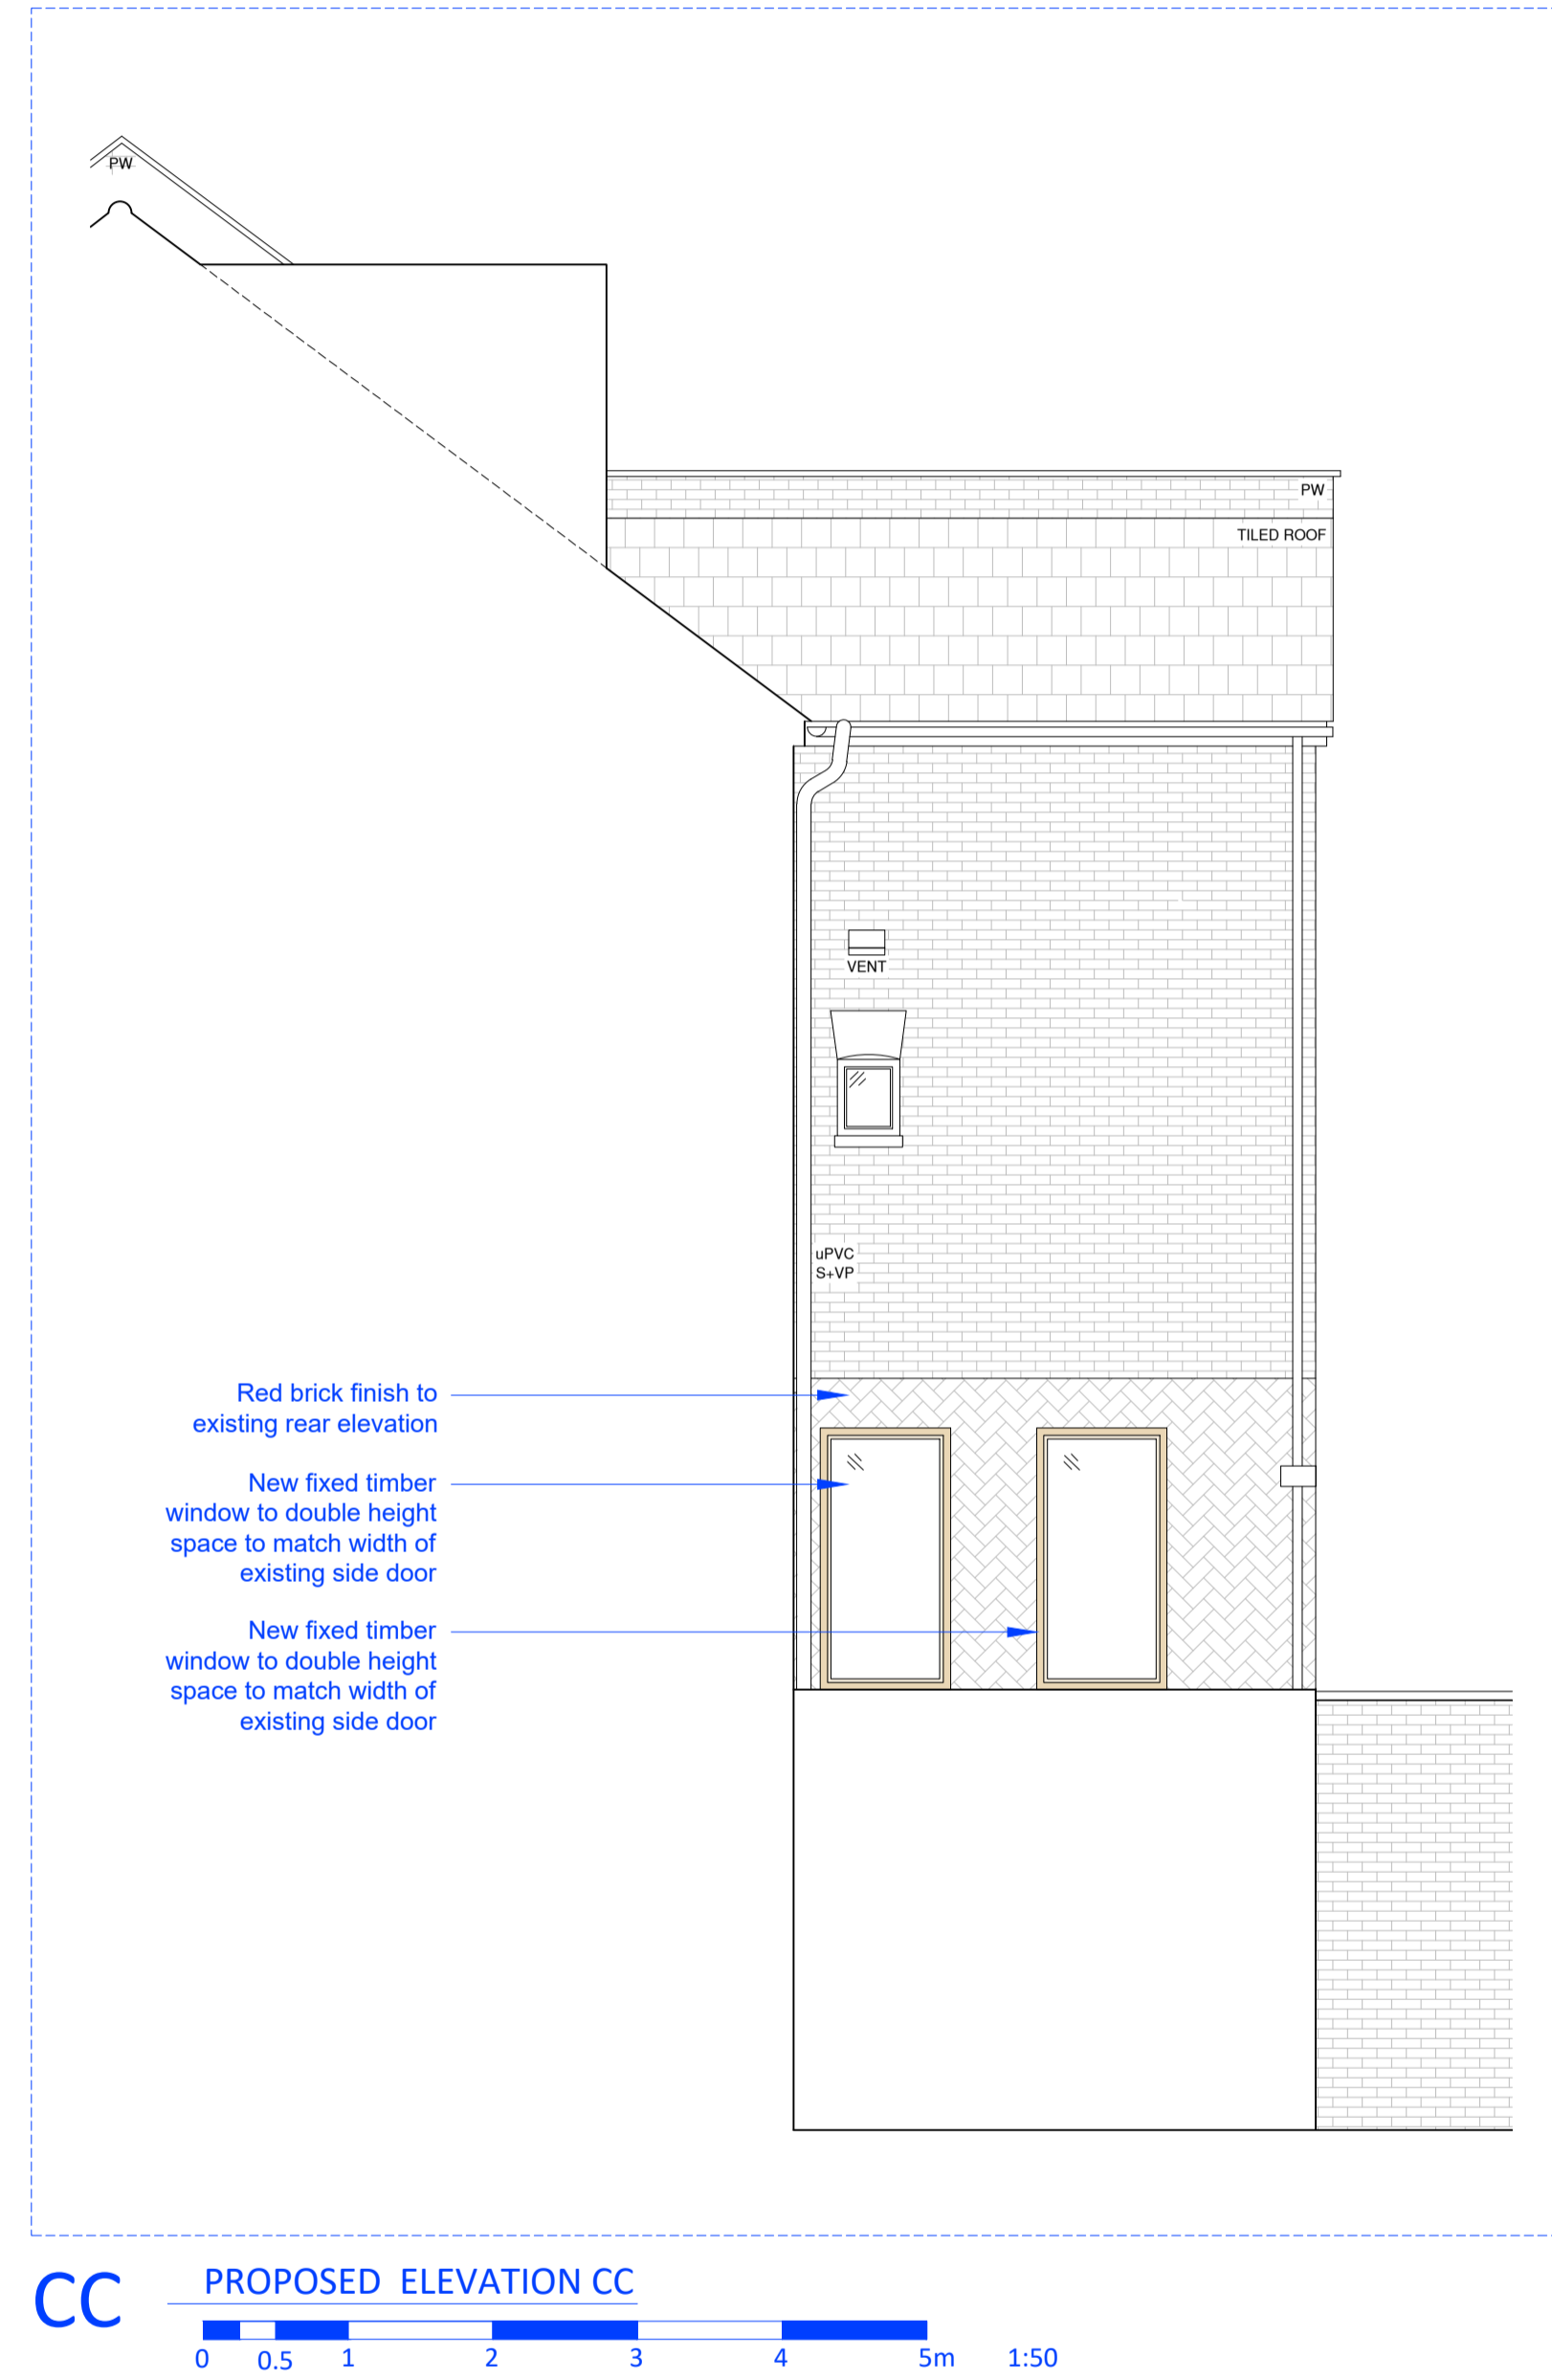 PW
PW
TILED ROOF
VENT
uPVC
S+VP
Red brick finish to
existing rear elevation
New fixed timber
window to double height
space to match width of
existing side door
New fixed timber
window to double height
space to match width of
existing side door
CC
PROPOSED ELEVATION CC
0 0.5 1 2 3 4 5m 1:50